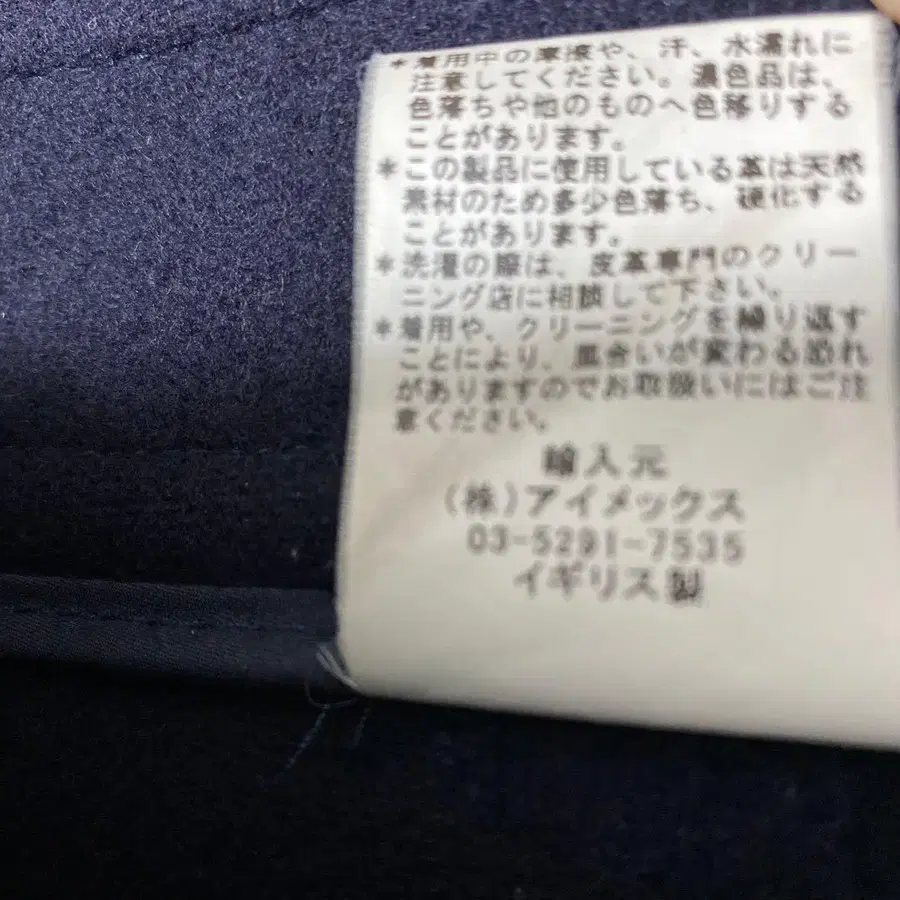 *着用中の摩擦や、汗、水濡れに
注意してください。濃色品は、
色落ちや他のものへ色移りする
ことがあります。
*この製品に使用している革は天然
素材のため多少色落ち、硬化する
ことがあります。
*洗濯の際は、皮革専門のクリー
ニング店に相談して下さい。
*着用や、クリーニングを繰り返す
ことにより、風合いが変わる恐れ
がありますのでお取扱いにはご注
意ください。
輸入元
(株)アイメックス
03-5291-7535
イギリス製